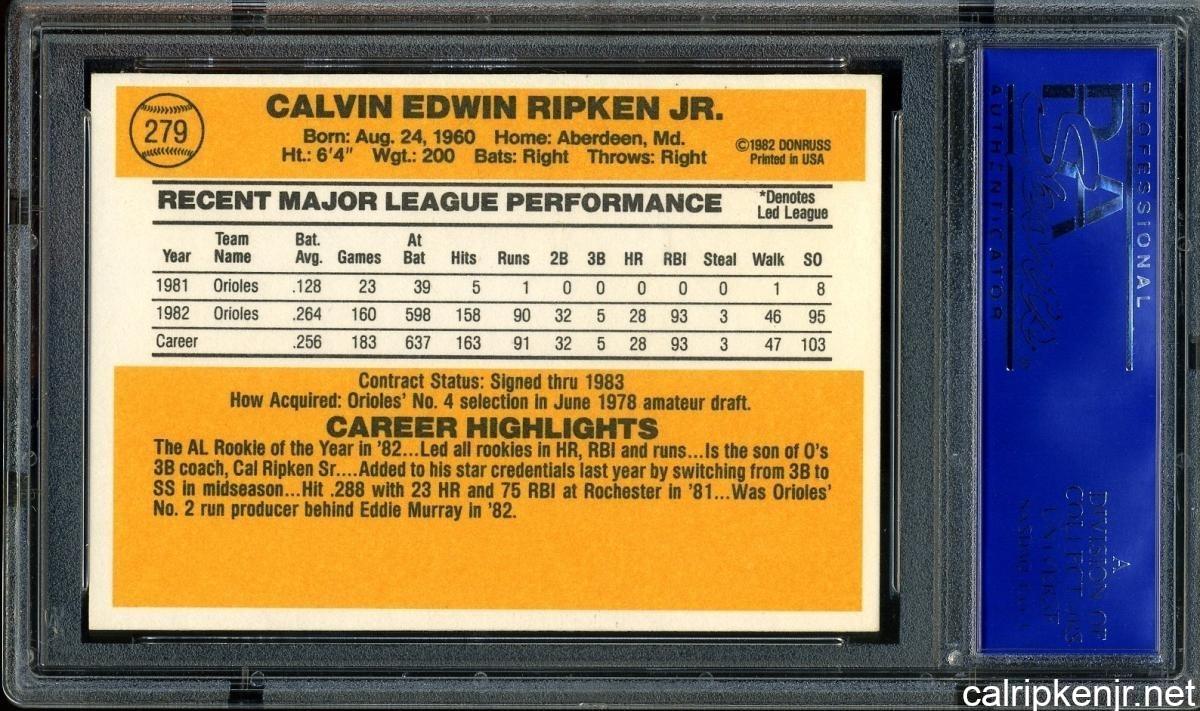 279
CALVIN EDWIN RIPKEN JR.
Born: Aug. 24, 1960 Home: Aberdeen, Md.
Ht.: 6'4" Wgt.: 200 Bats: Right Throws: Right
©1982 DONRUSS
Printed in USA
RECENT MAJOR LEAGUE PERFORMANCE
*Denotes
Led League
Year Team Name Bat. Avg. Games At Bat Hits Runs 2B 3B HR RBI Steal Walk SO
1981 Orioles .128 23 39 5 1 0 0 0 0 0 1 8
1982 Orioles .264 160 598 158 90 32 5 28 93 3 46 95
Career .256 183 637 163 91 32 5 28 93 3 47 103
Contract Status: Signed thru 1983
How Acquired: Orioles' No. 4 selection in June 1978 amateur draft.
CAREER HIGHLIGHTS
The AL Rookie of the Year in '82...Led all rookies in HR, RBI and runs...Is the son of O's
3B coach, Cal Ripken Sr....Added to his star credentials last year by switching from 3B to
SS in midseason...Hit .288 with 23 HR and 75 RBI at Rochester in '81...Was Orioles'
No. 2 run producer behind Eddie Murray in '82.
PROFESSIONAL
PSA
AUTHENTICATOR
A
DIVISION OF
calripkenjr.net